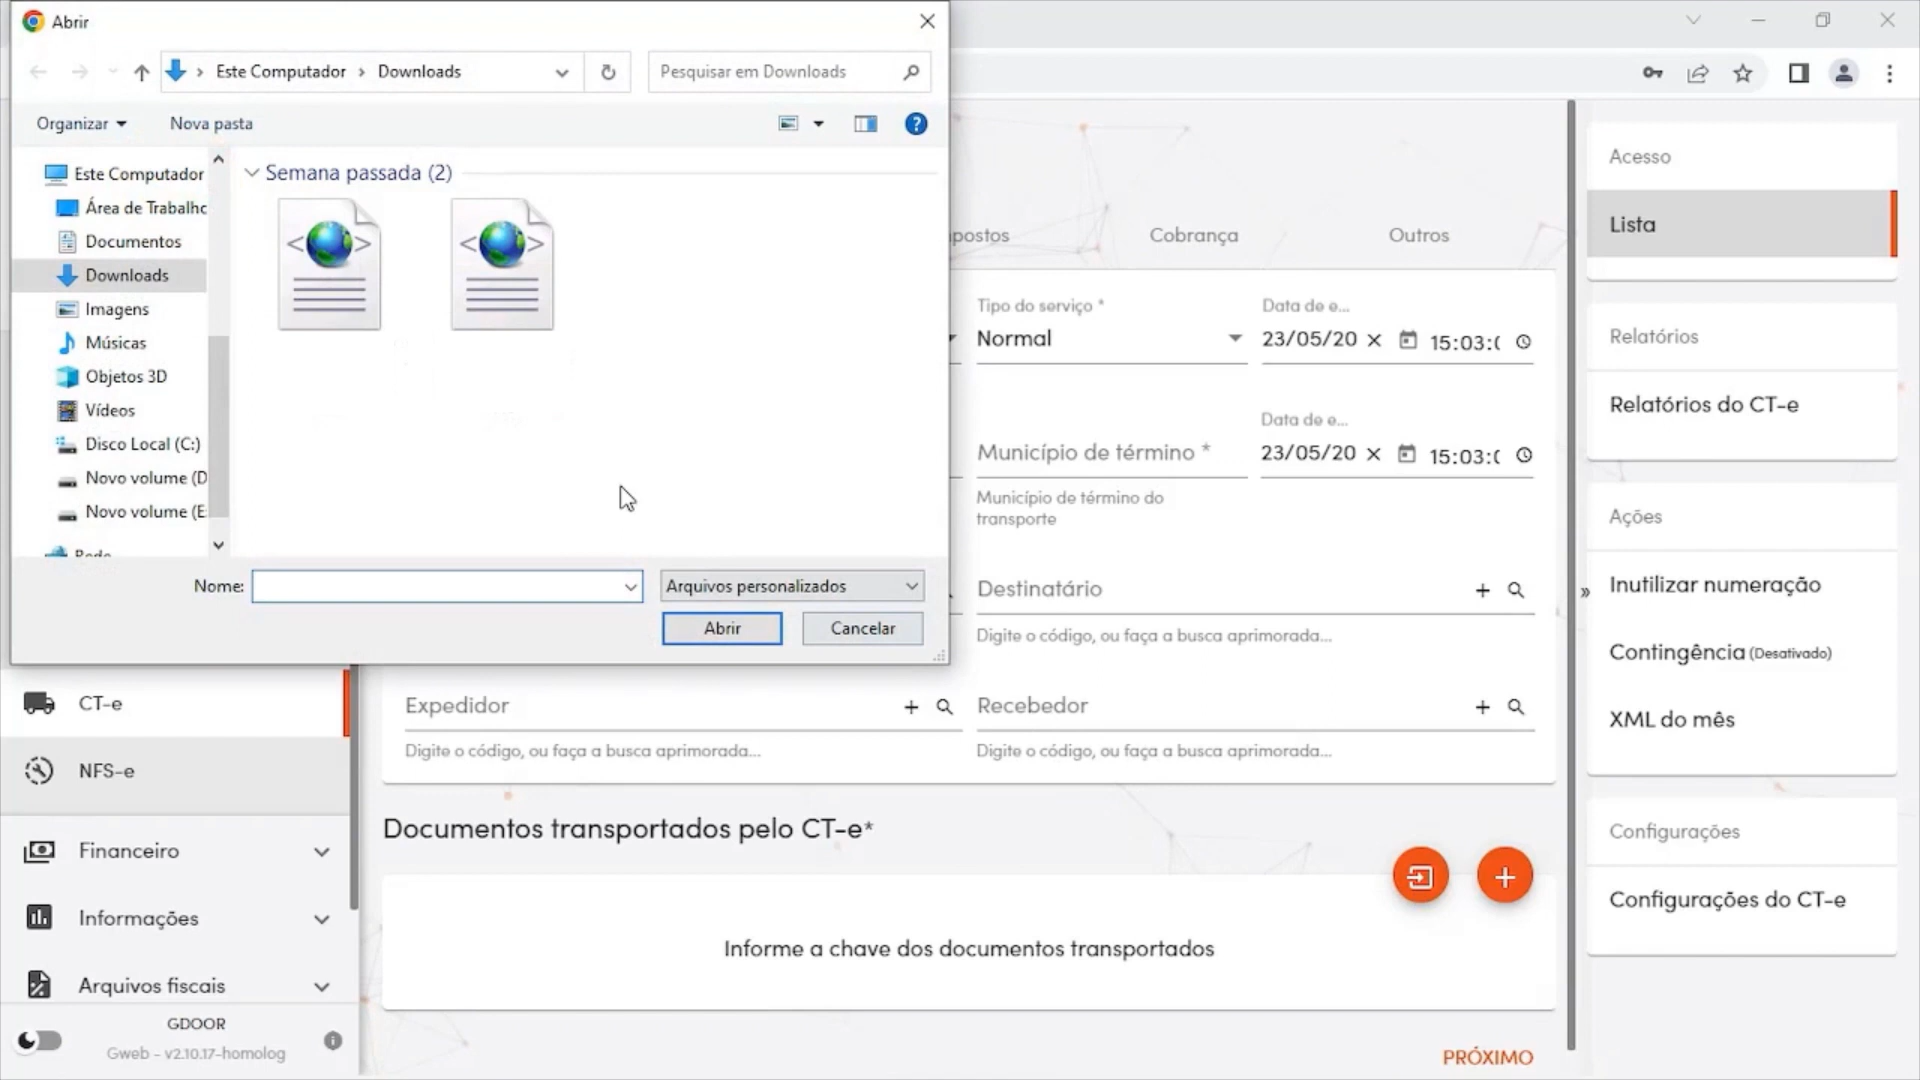 Abrir
Este Computador
Downloads
Pesquisar em Downloads
Organizar
Nova pasta
?
Este Computador
Área de Trabalho
Documentos
Downloads
Imagens
Músicas
Objetos 3D
Vídeos
Disco Local (C:)
Novo volume (D
Novo volume (E:
Rede
Semana passada (2)
Nome:
Arquivos personalizados
Abrir
Cancelar
postos
Cobrança
Outros
Tipo do serviço *
Normal
Data de e...
23/05/20
15:03:(
Município de término *
Município de término do
transporte
Data de e...
23/05/20
15:03:(
Destinatário
Digite o código, ou faça a busca aprimorada...
Expedidor
Digite o código, ou faça a busca aprimorada...
Recebedor
Digite o código, ou faça a busca aprimorada...
Documentos transportados pelo CT-e*
Informe a chave dos documentos transportados
PRÓXIMO
CT-e
NFS-e
Financeiro
Informações
Arquivos fiscais
GDOOR
Gweb - v2.10.17-homolog
Acesso
Lista
Relatórios
Relatórios do CT-e
Ações
Inutilizar numeração
Contingência (Desativado)
XML do mês
Configurações
Configurações do CT-e